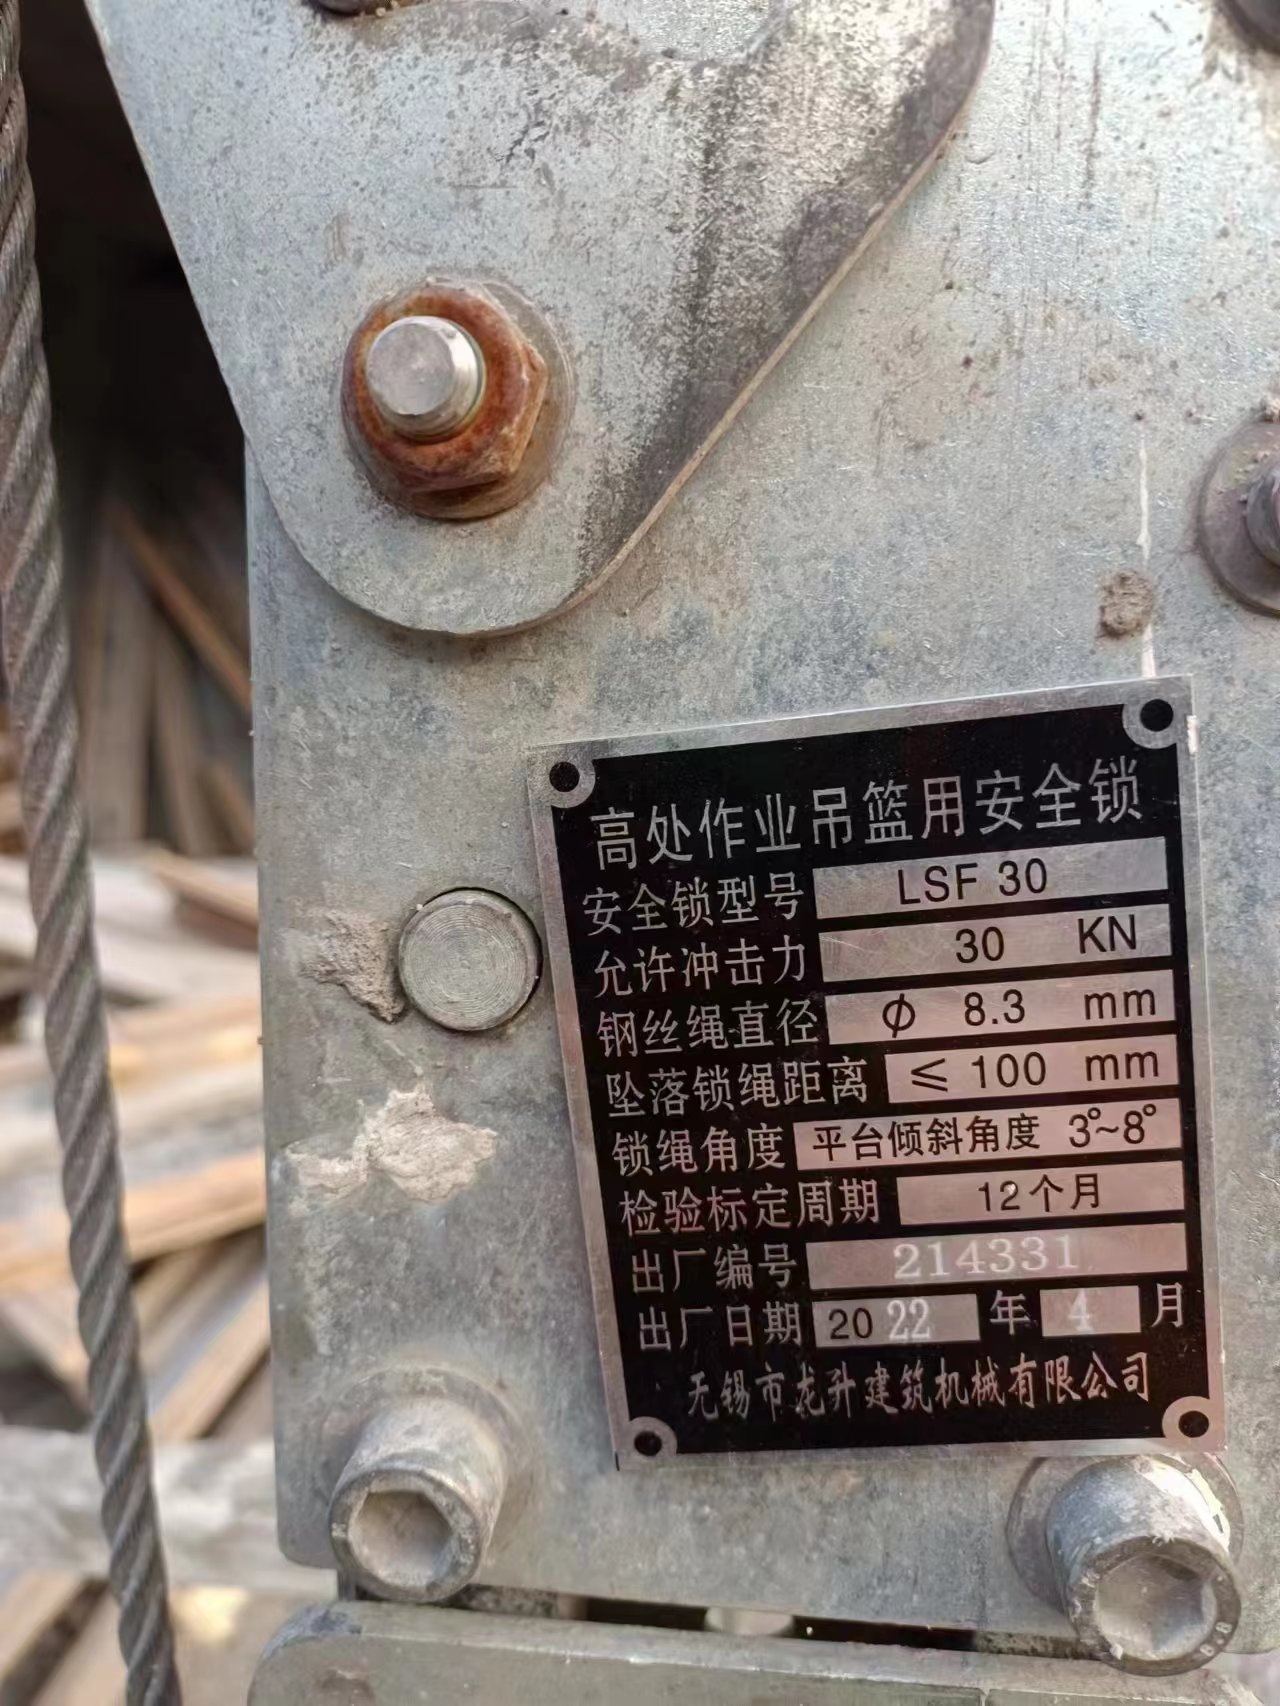 高处作业吊篮用安全锁
安全锁型号 LSF 30
允许冲击力 30 KN
钢丝绳直径 ϕ 8.3 mm
坠落锁绳距离 ≤ 100 mm
锁绳角度 平台倾斜角度 3°~8°
检验标定周期 12个月
出厂编号 214331
出厂日期 2022 年 4 月
无锡市龙升建筑机械有限公司
8.8